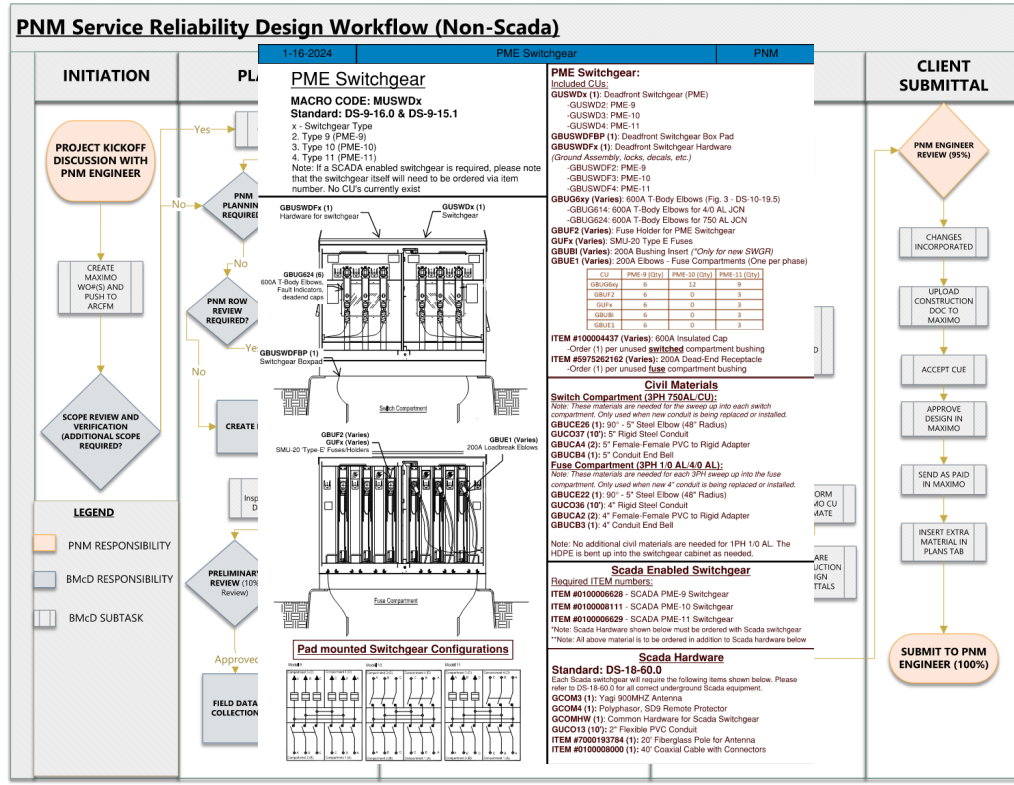 PNM Service Reliability Design Workflow (Non-Scada)
INITIATION
PROJECT KICKOFF
DISCUSSION WITH
PNM ENGINEER
CREATE
MAXIMO
WO#(S) AND
PUSH TO
ARCFM
SCOPE REVIEW AND
VERIFICATION
(ADDITIONAL SCOPE
REQUIRED?
LEGEND
PNM RESPONSIBILITY
BMcD RESPONSIBILITY
BMcD SUBTASK
Yes
No
PNM
REQUIRED
No
PNM ROW
REVIEW
REQUIRED?
No
CREATE
PRELIMINARY
REVIEW (10%
Review)
Approved
FIELD DATA
COLLECTION
1-16-2024
PME Switchgear
PNM
PME Switchgear
MACRO CODE: MUSWDx
Standard: DS-9-16.0 & DS-9-15.1
x - Switchgear Type
2. Type 9 (PME-9)
3. Type 10 (PME-10)
4. Type 11 (PME-11)
Note: If a SCADA enabled switchgear is required, please note
that the switchgear itself will need to be ordered via item
number. No CU's currently exist
GUSWDFx (1)
Hardware for switchgear
GUSWDx (1)
Switchgear
GBUG624 (6)
600A T-Body Elbows,
Fault Indicators,
deadend caps
GBUSWDFBP (1)
Switchgear Boxpad
Switch Compartment
GBUF2 (Varies)
GUFx (Varies)
SMU-20 'Type-E' Fuses/Holders
GBUE1 (Varies)
200A Loadbreak Eblows
Fuse Compartment
Pad mounted Switchgear Configurations
PME Switchgear:
Included CUs:
GUSWDx (1): Deadfront Switchgear (PME)
-GUSWD2: PME-9
-GUSWD3: PME-10
-GUSWD4: PME-11
GBUSWDFBP (1): Deadfront Switchgear Box Pad
GBUSWDFx (1): Deadfront Switchgear Hardware
(Ground Assembly, locks, decals, etc.)
-GBUSWDF2: PME-9
-GBUSWDF3: PME-10
-GBUSWDF4: PME-11
GBUG6xy (Varies): 600A T-Body Elbows (Fig. 3 - DS-10-19.5)
-GBUG614: 600A T-Body Elbows for 4/0 AL JCN
-GBUG624: 600A T-Body Elbows for 750 AL JCN
GBUF2 (Varies): Fuse Holder for PME Switchgear
GUFx (Varies): SMU-20 Type E Fuses
GBUBI (Varies): 200A Bushing Insert (*Only for new SWGR)
GBUE1 (Varies): 200A Elbows - Fuse Compartments (One per phase)
CU PME-9 (Qty) PME-10 (Qty) PME-11 (Qty)
GBUG6xy 6 12 9
GBUF2 6 0 3
GUFx 6 0 3
GBUBI 6 0 3
GBUE1 6 0 3
ITEM #100004437 (Varies): 600A Insulated Cap
-Order (1) per unused switched compartment bushing
ITEM #5975262162 (Varies): 200A Dead-End Receptacle
-Order (1) per unused fuse compartment bushing
Civil Materials
Switch Compartment (3PH 750AL/CU):
Note: These materials are needed for the sweep up into each switch
compartment. Only used when new conduit is being replaced or installed.
GBUCE26 (1): 90° - 5" Steel Elbow (48" Radius)
GUCO37 (10'): 5" Rigid Steel Conduit
GBUCA4 (2): 5" Female-Female PVC to Rigid Adapter
GBUCB4 (1): 5" Conduit End Bell
Fuse Compartment (3PH 1/0 AL/4/0 AL):
Note: These materials are needed for each 3PH sweep up into the fuse
compartment. Only used when new 4" conduit is being replaced or installed.
GBUCE22 (1): 90° - 5" Steel Elbow (48" Radius)
GUCO36 (10'): 4" Rigid Steel Conduit
GBUCA2 (2): 4" Female-Female PVC to Rigid Adapter
GBUCB3 (1): 4" Conduit End Bell
Note: No additional civil materials are needed for 1PH 1/0 AL. The
HDPE is bent up into the switchgear cabinet as needed.
Scada Enabled Switchgear
Required ITEM numbers:
ITEM #0100006628 - SCADA PME-9 Switchgear
ITEM #0100008111 - SCADA PME-10 Switchgear
ITEM #0100006629 - SCADA PME-11 Switchgear
*Note: Scada Hardware shown below must be ordered with Scada switchgear
**Note: All above material is to be ordered in addition to Scada hardware below
Scada Hardware
Standard: DS-18-60.0
Each Scada switchgear will require the following items shown below. Please
refer to DS-18-60.0 for all correct underground Scada equipment.
GCOM3 (1): Yagi 900MHZ Antenna
GCOM4 (1): Polyphasor, SD9 Remote Protector
GCOMHW (1): Common Hardware for Scada Switchgear
GUCO13 (10'): 2" Flexible PVC Conduit
ITEM #7000193784 (1): 20' Fiberglass Pole for Antenna
ITEM #0100008000 (1): 40' Coaxial Cable with Connectors
CLIENT
SUBMITTAL
PNM ENGINEER
REVIEW (95%)
CHANGES
INCORPORATED
UPLOAD
CONSTRUCTION
DOC TO
MAXIMO
ACCEPT CUE
APPROVE
DESIGN IN
MAXIMO
SEND AS PAID
IN MAXIMO
INSERT EXTRA
MATERIAL IN
PLANS TAB
SUBMIT TO PNM
ENGINEER (100%)